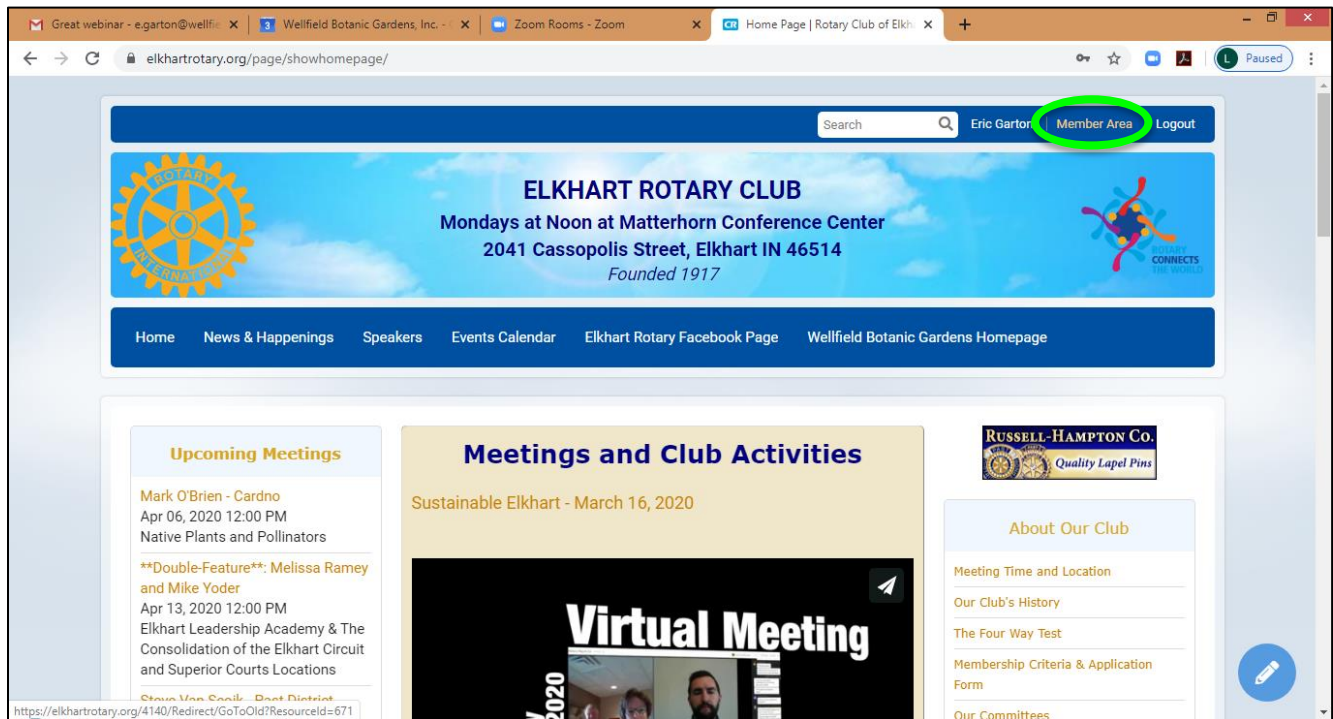 Great webinar - e.garton@wellfie
3
Wellfield Botanic Gardens, Inc. -
Zoom Rooms - Zoom
CR
Home Page | Rotary Club of Elkh
elkhartrotary.org/page/showhomepage/
L
Paused
Search
Eric Garton
Member Area
Logout
ROTARY
INTERNATIONAL
ELKHART ROTARY CLUB
Mondays at Noon at Matterhorn Conference Center
2041 Cassopolis Street, Elkhart IN 46514
Founded 1917
ROTARY
CONNECTS
THE WORLD
Home
News & Happenings
Speakers
Events Calendar
Elkhart Rotary Facebook Page
Wellfield Botanic Gardens Homepage
Upcoming Meetings
Mark O'Brien - Cardno
Apr 06, 2020 12:00 PM
Native Plants and Pollinators
**Double-Feature**: Melissa Ramey
and Mike Yoder
Apr 13, 2020 12:00 PM
Elkhart Leadership Academy & The
Consolidation of the Elkhart Circuit
and Superior Courts Locations
https://elkhartrotary.org/4140/Redirect/GoToOld?ResourceId=671
Meetings and Club Activities
Sustainable Elkhart - March 16, 2020
Virtual Meeting
2020
RUSSELL-HAMPTON CO.
Quality Lapel Pins
About Our Club
Meeting Time and Location
Our Club's History
The Four Way Test
Membership Criteria & Application
Form
Our Committees